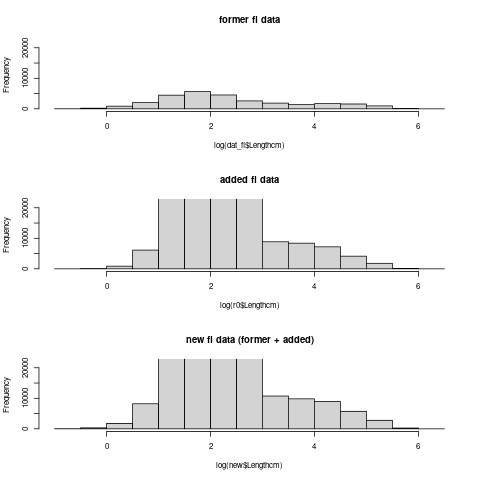 former fl data
Frequency
0 10000 20000
0 2 4 6
log(dat_fl$Lengthcm)
added fl data
Frequency
0 10000 20000
0 2 4 6
log(r0$Lengthcm)
new fl data (former + added)
Frequency
0 10000 20000
0 2 4 6
log(new$Lengthcm)